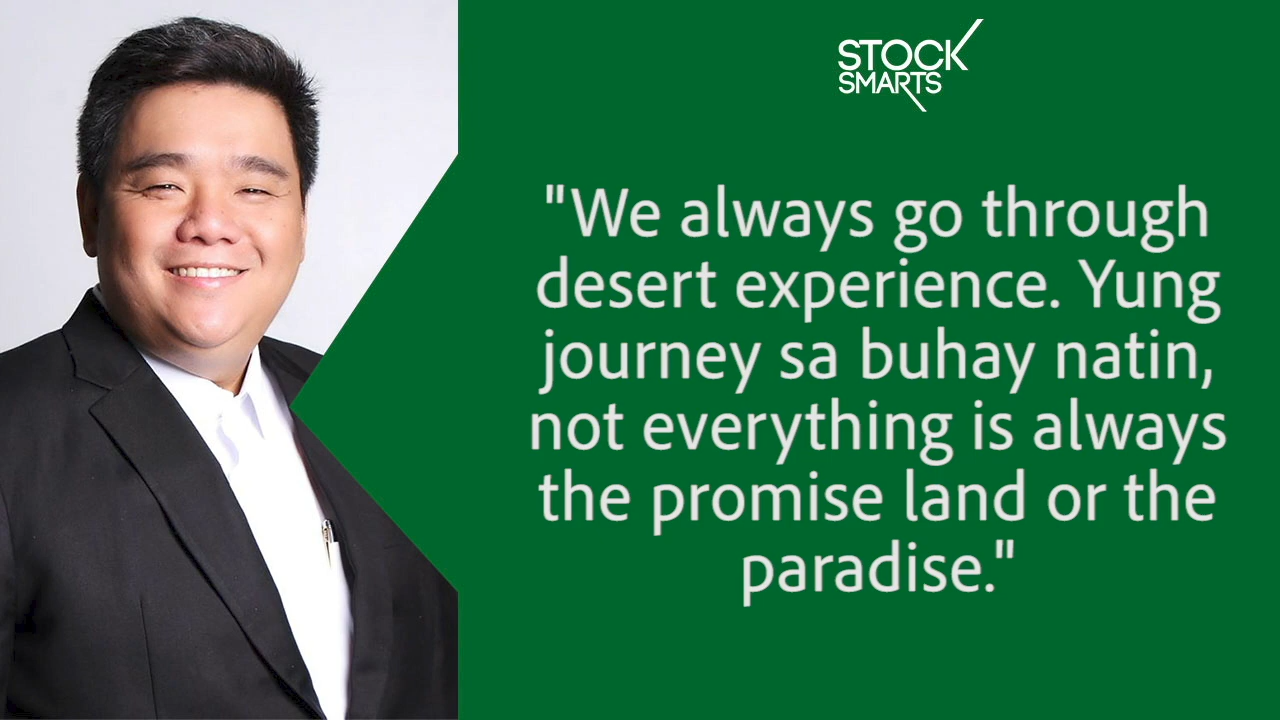 STOCK
SMARTS
"We always go through
desert experience. Yung
journey sa buhay natin,
not everything is always
the promise land or the
paradise."